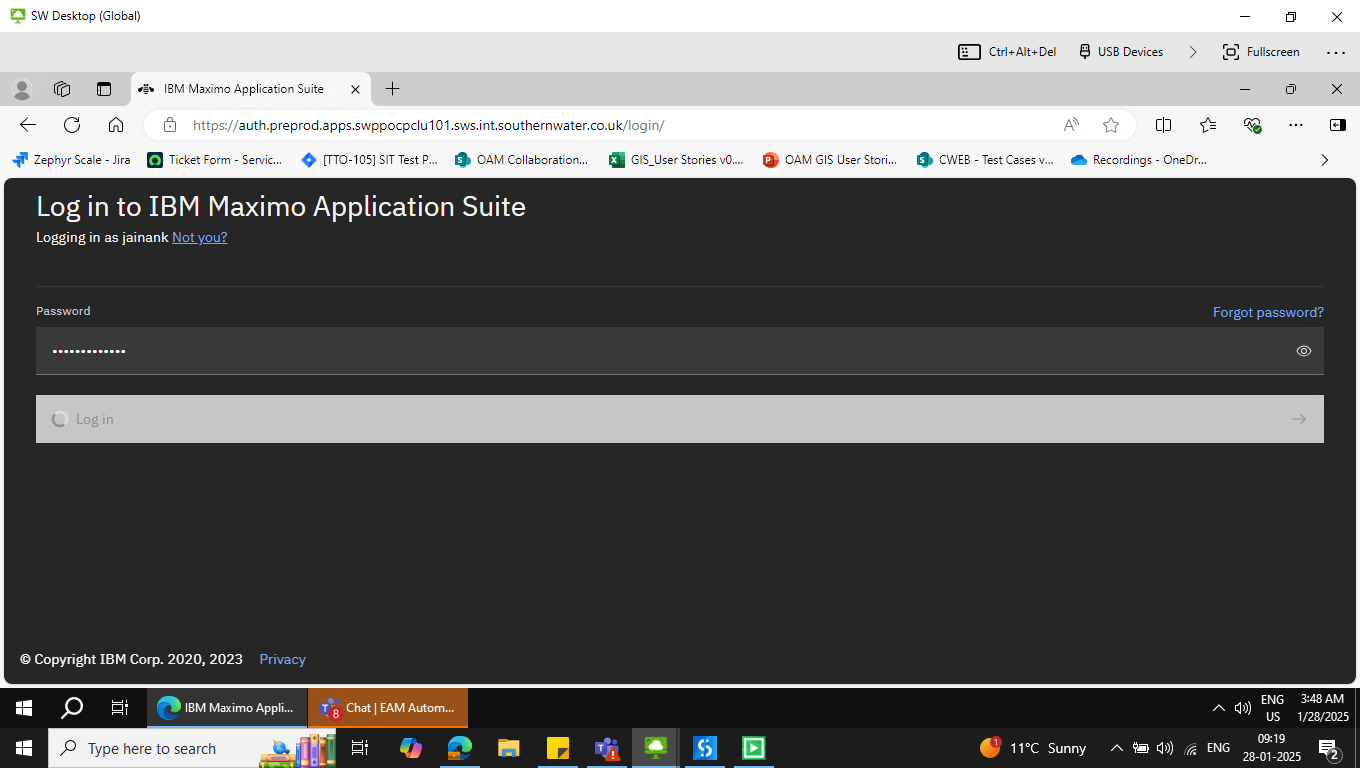 SW Desktop (Global)
Ctrl+Alt+Del USB Devices Fullscreen
IBM Maximo Application Suite
https://auth.preprod.apps.swppocpclu101.sws.int.southernwater.co.uk/login/
Zephyr Scale - Jira Ticket Form - Servic... [TTO-105] SIT Test P... OAM Collaboration... GIS_User Stories v0.... OAM GIS User Stori... CWEB - Test Cases v... Recordings - OneDr...
Log in to IBM Maximo Application Suite
Logging in as jainank Not you?
Password Forgot password?
Log in
© Copyright IBM Corp. 2020, 2023 Privacy
IBM Maximo Appli... 8 Chat | EAM Autom... ENG 3:48 AM
US 1/28/2025
Type here to search 1 11°C Sunny ENG 09:19
28-01-2025 2